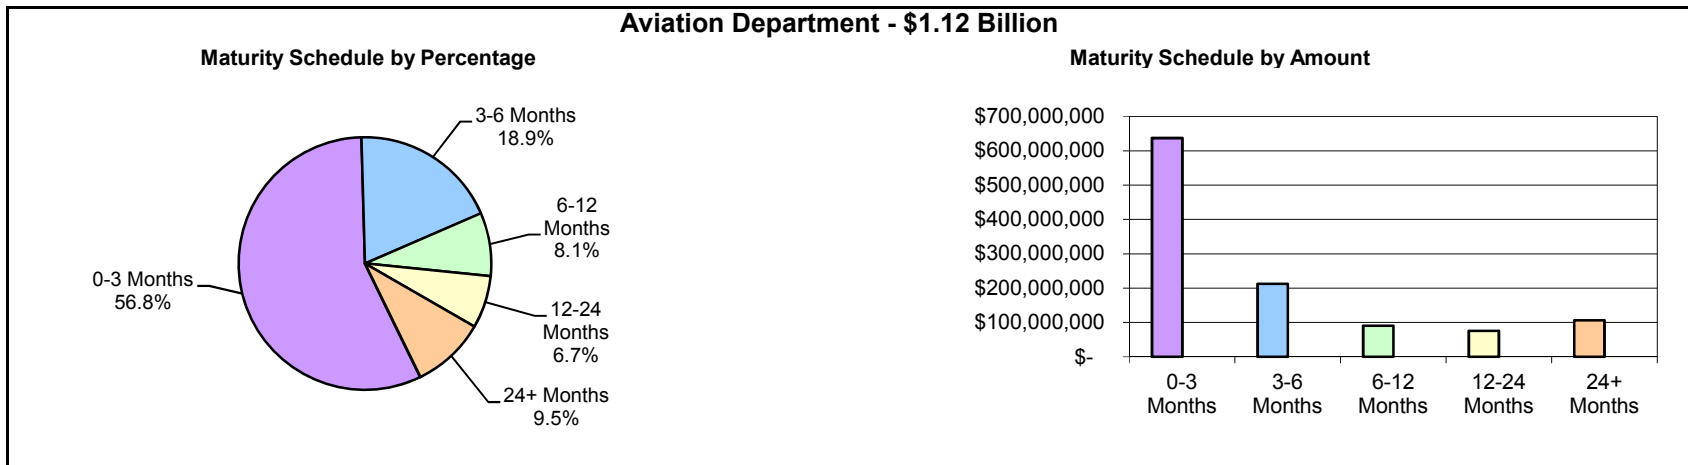 Aviation Department - $1.12 Billion
Maturity Schedule by Percentage
3-6 Months
18.9%
6-12
Months
8.1%
0-3 Months
56.8%
12-24
Months
6.7%
24+ Months
9.5%
Maturity Schedule by Amount
$700,000,000
$600,000,000
$500,000,000
$400,000,000
$300,000,000
$200,000,000
$100,000,000
$-
0-3
Months
3-6
Months
6-12
Months
12-24
Months
24+
Months